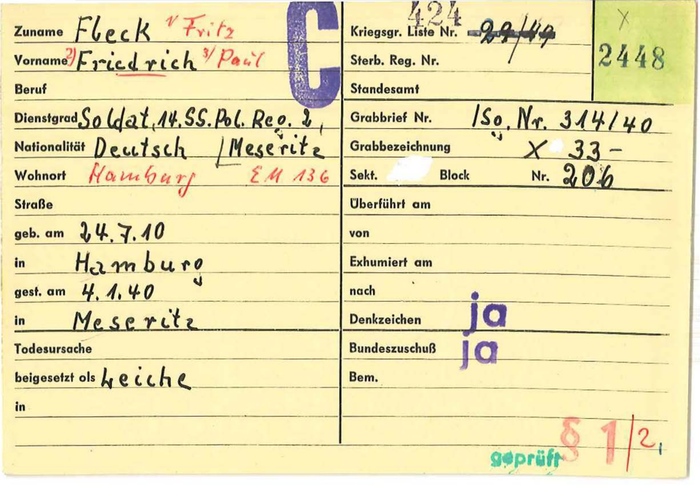 Zuname Fleck 1/ Fritz
Vorname 2) Friedrich 3/ Paul
Beruf
Dienstgrad Soldat, 14. SS. Pol. Reg. 2,
Nationalität Deutsch / Meseritz
Wohnort Hamburg EM 136
Straße
geb. am 24.7.10
in Hamburg
gest. am 4.1.40
in Meseritz
Todesursache
beigesetzt als Leiche
in
C
424
Kriegsgr. Liste Nr. 29/49
Sterb. Reg. Nr.
Standesamt
X
2448
Grabbrief Nr. Iso. Nr. 314/40
Grabbezeichnung X 33-
Sekt. Block Nr. 206
Überführt am
von
Exhumiert am
nach
Denkzeichen ja
Bundeszuschuß ja
Bem.
geprüft § 1/2,